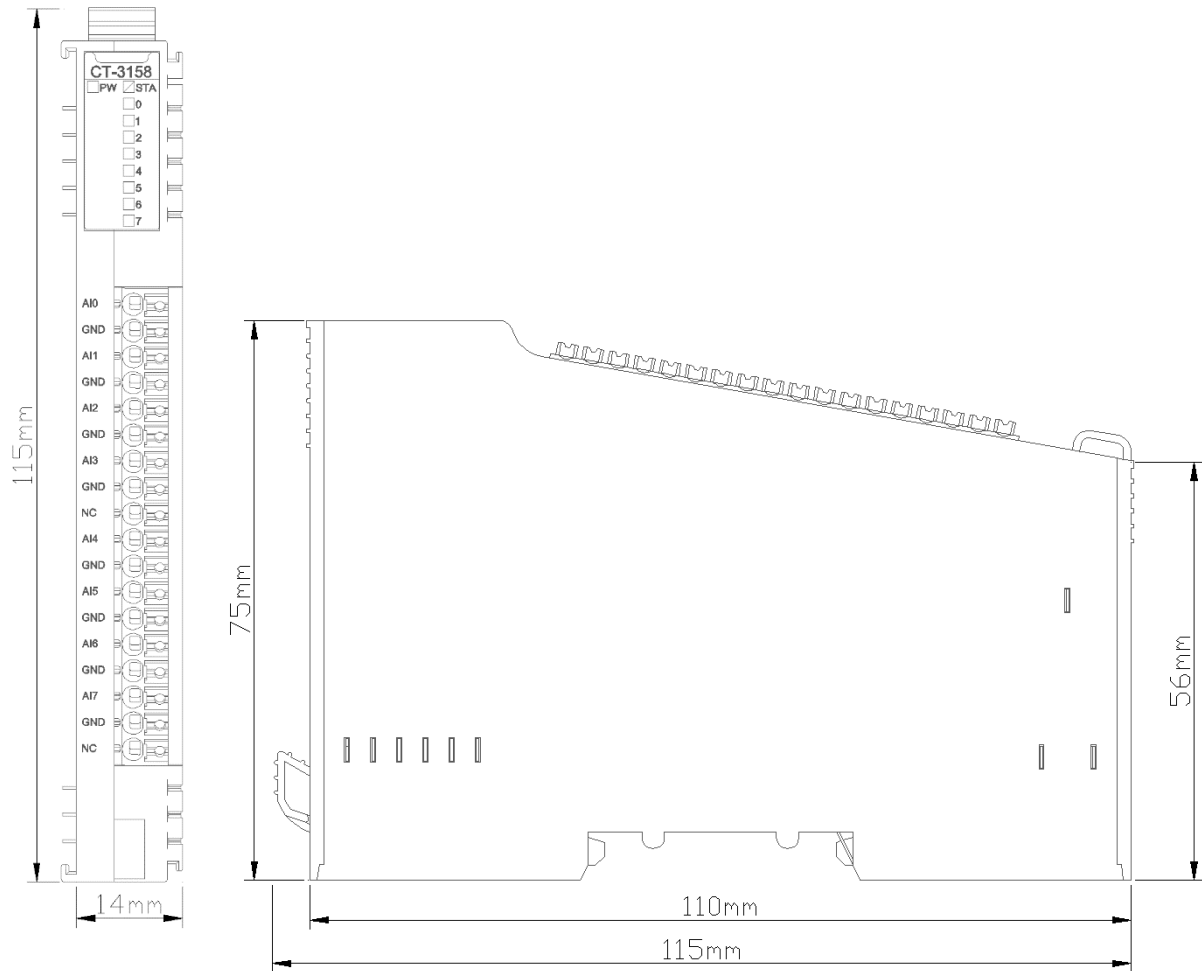 CT-3158
PW STA
0
1
2
3
4
5
6
7
AI0
GND
AI1
GND
AI2
GND
AI3
GND
NC
AI4
GND
AI5
GND
AI6
GND
AI7
GND
NC
115mm
14mm
75mm
56mm
110mm
115mm